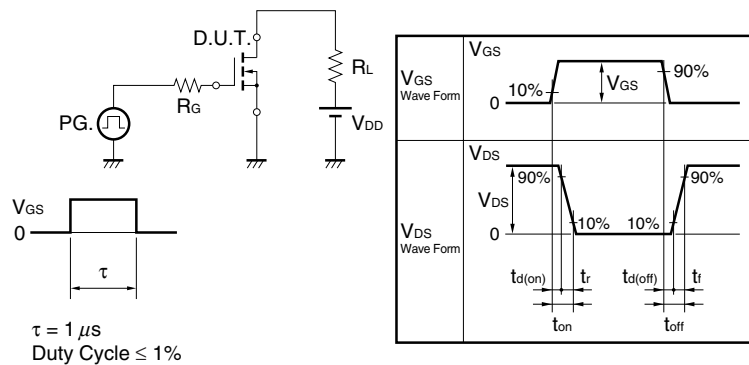 D.U.T.
RG
RL
PG.
VDD
VGS
0
τ
τ = 1 μs
Duty Cycle ≤ 1%
VGS
Wave Form
VGS
10%
VGS
90%
0
VDS
Wave Form
VDS
90%
90%
VDS
10%
10%
0
td(on)
tr
td(off)
tf
ton
toff